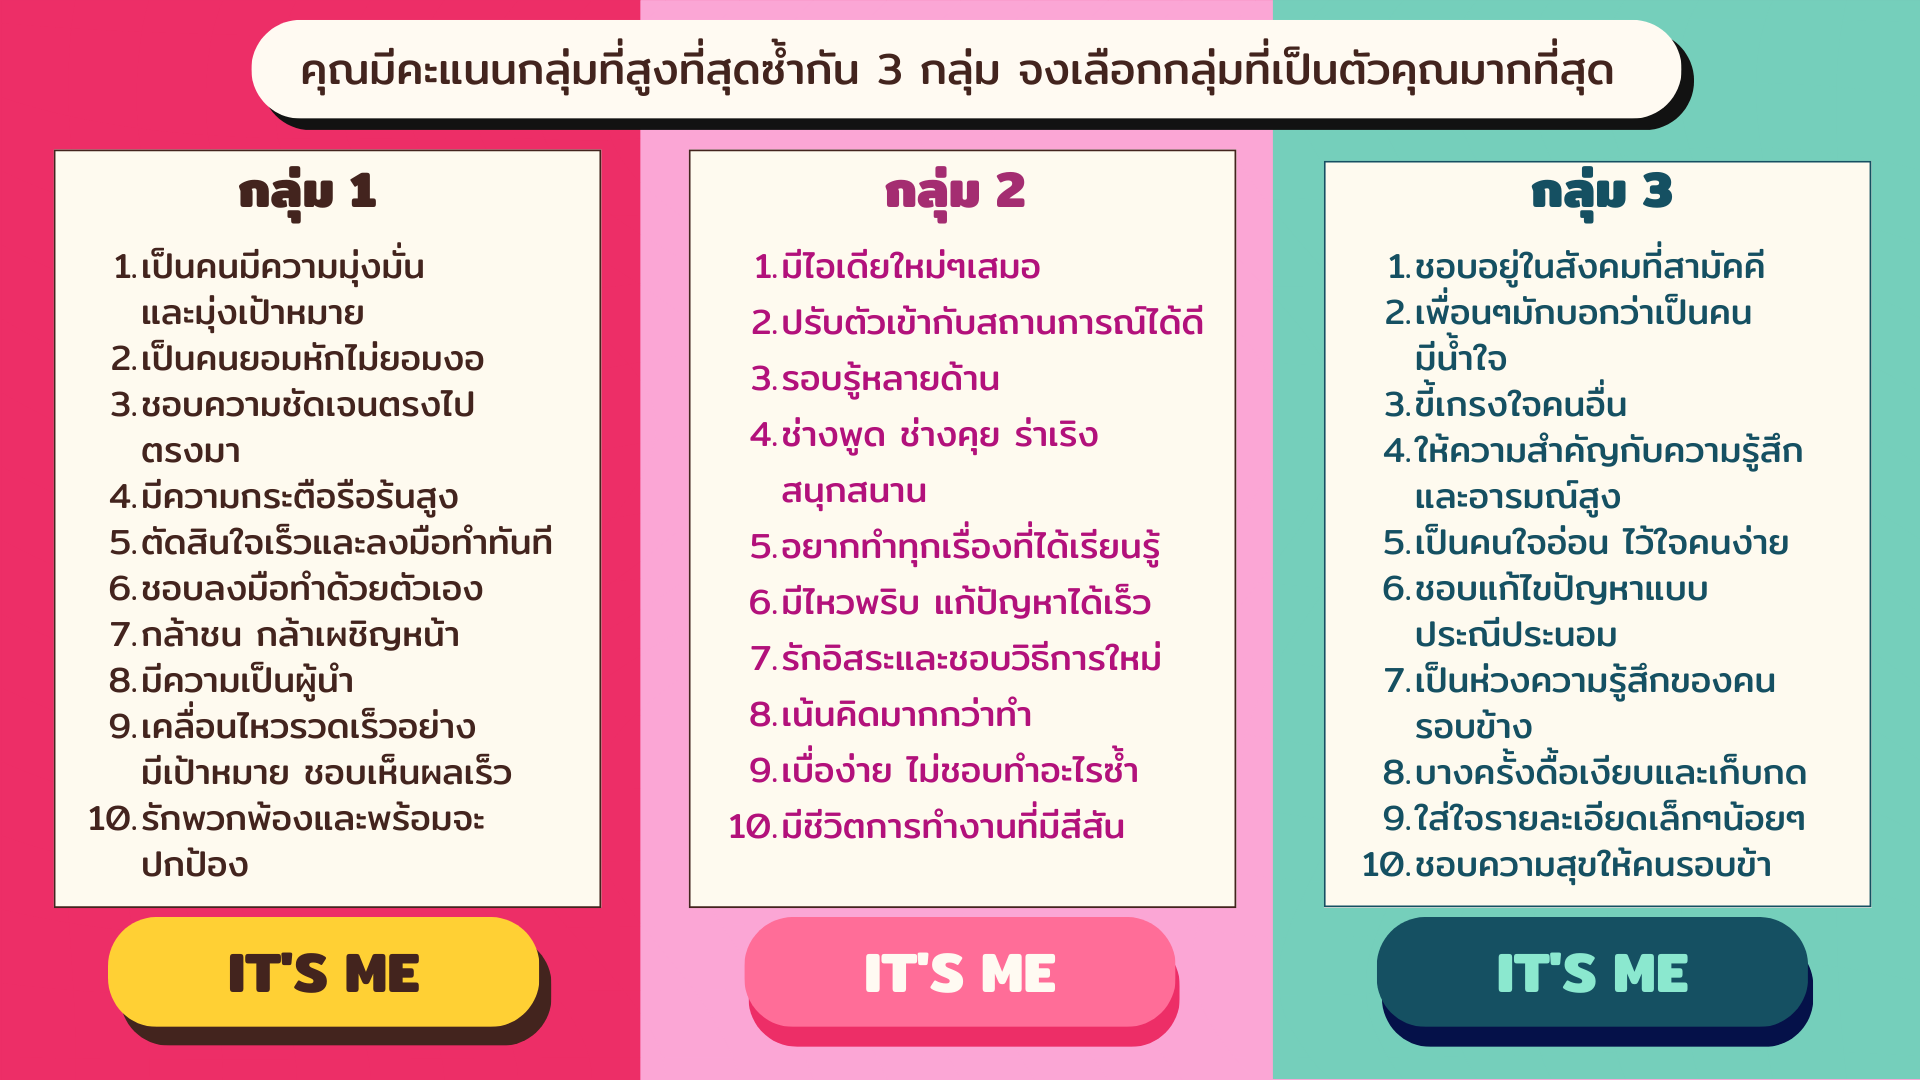 คุณมีคะแนนกลุ่มที่สูงที่สุดซ้ำกัน 3 กลุ่ม จงเลือกกลุ่มที่เป็นตัวคุณมากที่สุด
กลุ่ม 1
1. เป็นคนมีความมุ่งมั่น
และมุ่งเป้าหมาย
2. เป็นคนยอมหักไม่ยอมงอ
3. ชอบความชัดเจนตรงไป
ตรงมา
4. มีความกระตือรือร้นสูง
5. ตัดสินใจเร็วและลงมือทำทันที
6. ชอบลงมือทำด้วยตัวเอง
7. กล้าชน กล้าเผชิญหน้า
8. มีความเป็นผู้นำ
9. เคลื่อนไหวรวดเร็วอย่าง
มีเป้าหมาย ชอบเห็นผลเร็ว
10. รักพวกพ้องและพร้อมจะ
ปกป้อง
IT'S ME
กลุ่ม 2
1. มีไอเดียใหม่ๆเสมอ
2. ปรับตัวเข้ากับสถานการณ์ได้ดี
3. รอบรู้หลายด้าน
4. ช่างพูด ช่างคุย ร่าเริง
สนุกสนาน
5. อยากทำทุกเรื่องที่ได้เรียนรู้
6. มีไหวพริบ แก้ปัญหาได้เร็ว
7. รักอิสระและชอบวิธีการใหม่
8. เน้นคิดมากกว่าทำ
9. เบื่อง่าย ไม่ชอบทำอะไรซ้ำ
10. มีชีวิตการทำงานที่มีสีสัน
IT'S ME
กลุ่ม 3
1. ชอบอยู่ในสังคมที่สามัคคี
2. เพื่อนๆมักบอกว่าเป็นคน
มีน้ำใจ
3. ขี้เกรงใจคนอื่น
4. ให้ความสำคัญกับความรู้สึก
และอารมณ์สูง
5. เป็นคนใจอ่อน ไว้ใจคนง่าย
6. ชอบแก้ไขปัญหาแบบ
ประณีประนอม
7. เป็นห่วงความรู้สึกของคน
รอบข้าง
8. บางครั้งดื้อเงียบและเก็บกด
9. ใส่ใจรายละเอียดเล็กๆน้อยๆ
10. ชอบความสุขให้คนรอบข้า
IT'S ME